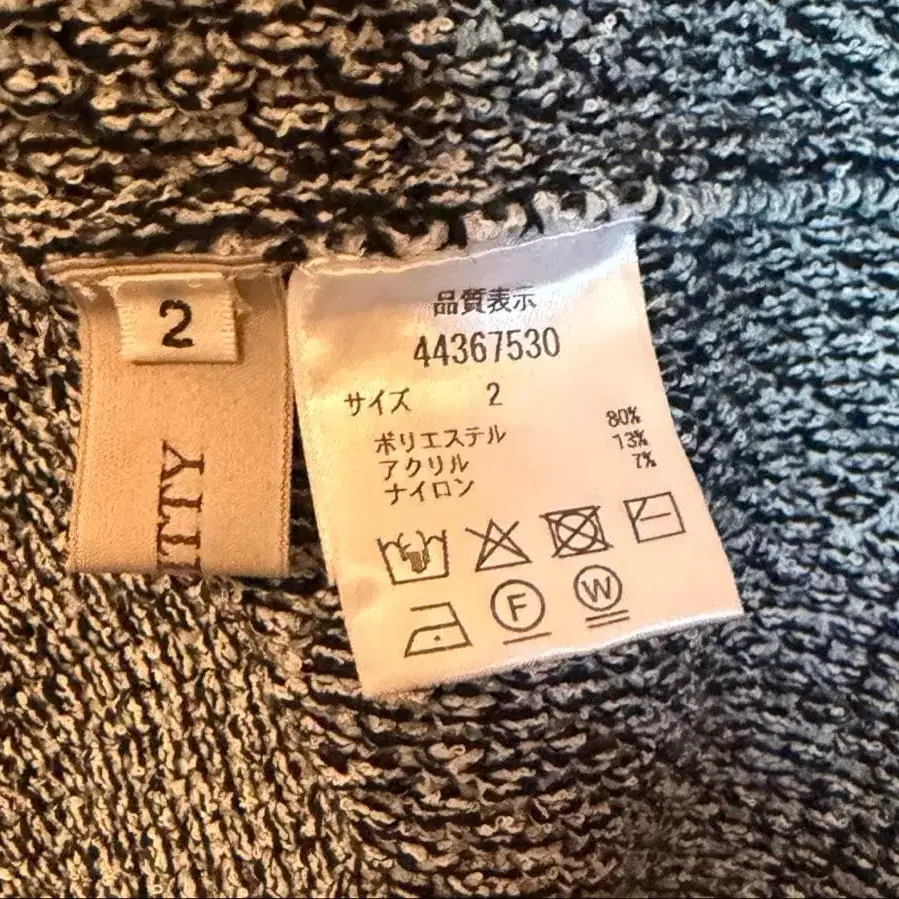 2
ITTY
品質表示
44367530
サイズ 2
ポリエステル 80%
アクリル 13%
ナイロン 7%
F
W